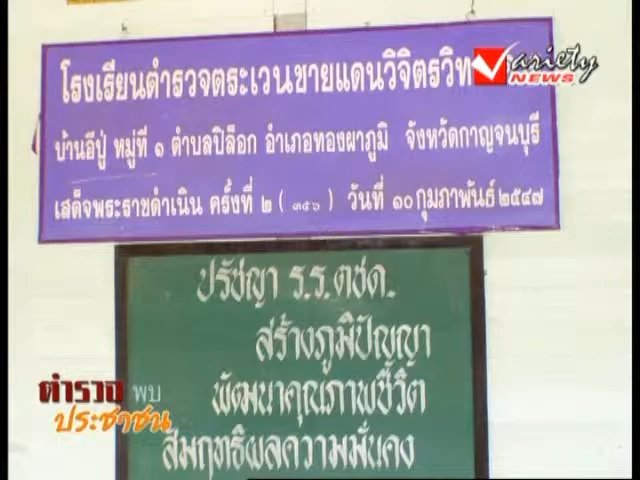 โรงเรียนตำรวจตระเวนชายแดนวิจิตรวิท
Variety
NEWS
บ้านอีปู่ หมู่ที่ ๑ ตำบลปิล็อก อำเภอทองผาภูมิ จังหวัดกาญจนบุรี
เสด็จพระราชดำเนิน ครั้งที่ ๒ ( ๓๕๖ ) วันที่ ๑๐ กุมภาพันธ์ ๒๕๔๗
ปรัชญา ร.ร.ตชด.
สร้างภูมิปัญญา
พัฒนาคุณภาพชีวิต
สัมฤทธิผลความมั่นคง
ตำรวจ พบ
ประชาชน